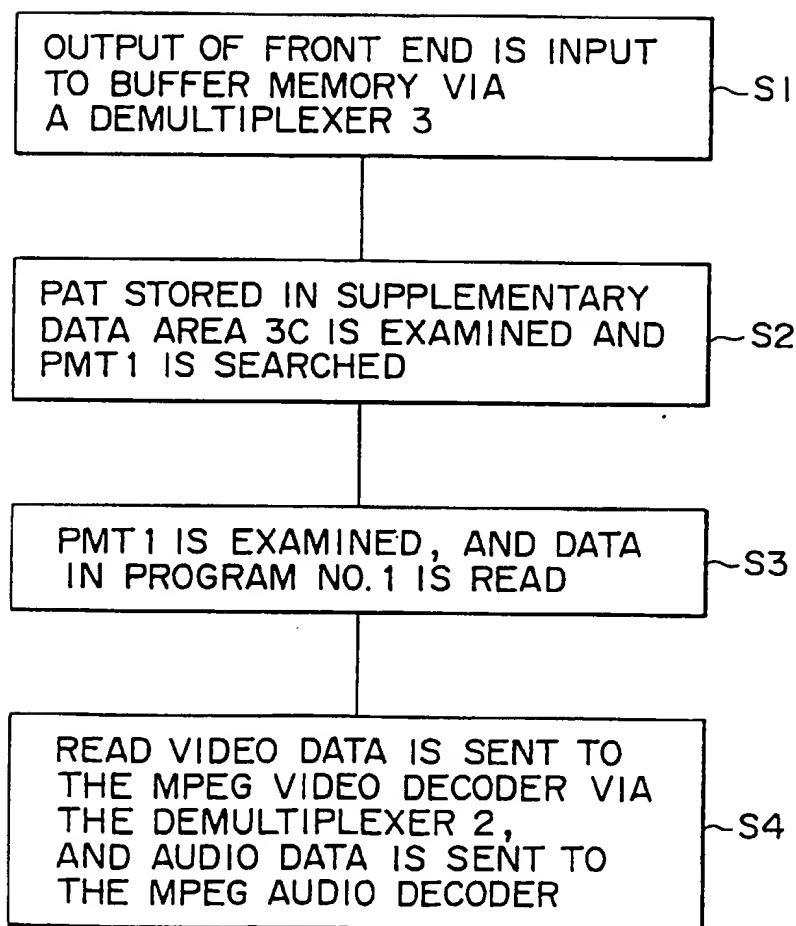 OUTPUT OF FRONT END IS INPUT
TO BUFFER MEMORY VIA
A DEMULTIPLEXER 3
S1
PAT STORED IN SUPPLEMENTARY
DATA AREA 3C IS EXAMINED AND
PMT1 IS SEARCHED
S2
PMT1 IS EXAMINED, AND DATA
IN PROGRAM NO.1 IS READ
S3
READ VIDEO DATA IS SENT TO
THE MPEG VIDEO DECODER VIA
THE DEMULTIPLEXER 2,
AND AUDIO DATA IS SENT TO
THE MPEG AUDIO DECODER
S4